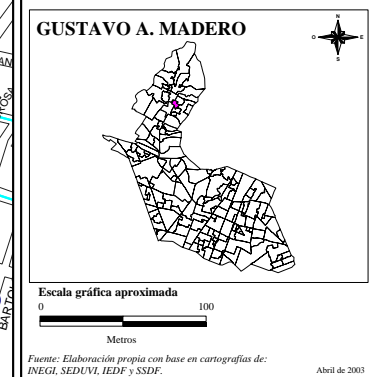 GUSTAVO A. MADERO
N
O
E
S
Escala gráfica aproximada
0
100
Metros
Fuente: Elaboración propia con base en cartografías de:
INEGI, SEDUVI, IEDF y SSDF.
Abril de 2003
BARTOL